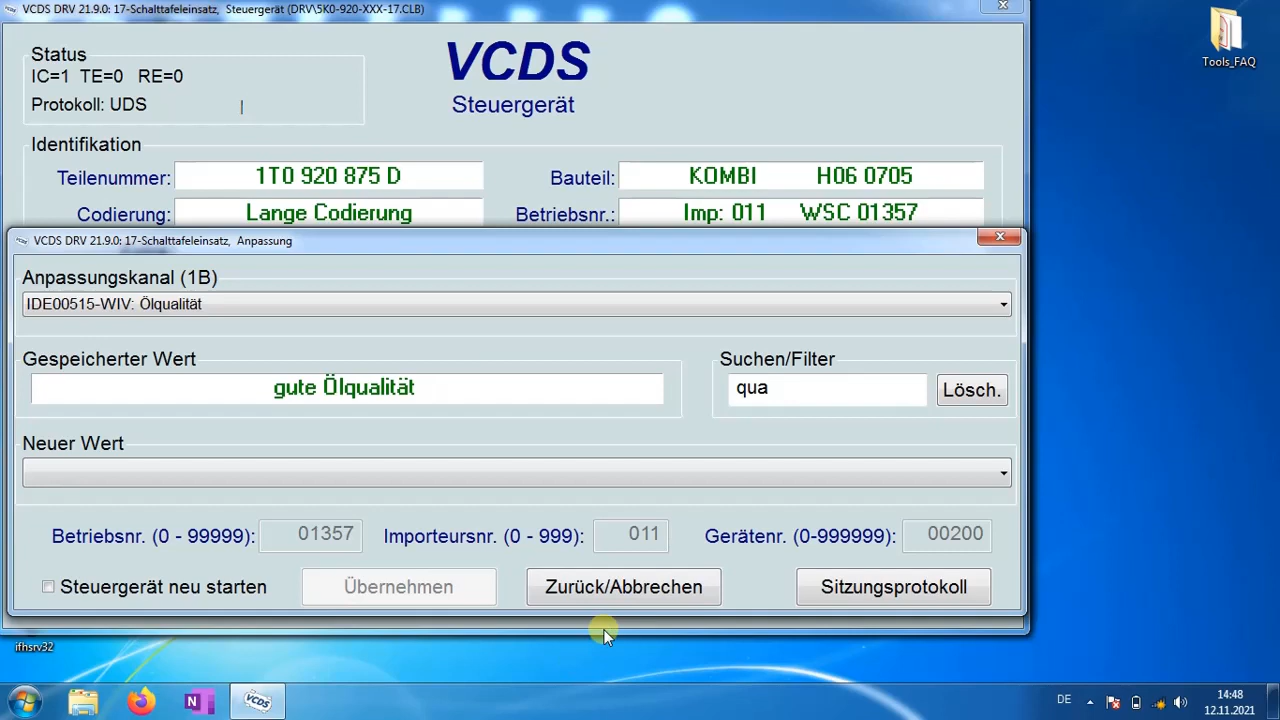 VCDS DRV 21.9.0: 17-Schalttafeleinsatz, Steuergerät (DRV\5K0-920-XXX-17.CLB)
Tools_FAQ
Status
IC=1 TE=0 RE=0
Protokoll: UDS |
VCDS
Steuergerät
Identifikation
Teilenummer: 1T0 920 875 D
Bauteil: KOMBI H06 0705
Codierung: Lange Codierung
Betriebsnr.: Imp: 011 WSC 01357
VCDS DRV 21.9.0: 17-Schalttafeleinsatz, Anpassung
Anpassungskanal (1B)
IDE00515-WIV: Ölqualität
Gespeicherter Wert
gute Ölqualität
Suchen/Filter
qua Lösch.
Neuer Wert
Betriebsnr. (0 - 99999): 01357 Importeursnr. (0 - 999): 011 Gerätenr. (0-999999): 00200
Steuergerät neu starten Übernehmen Zurück/Abbrechen Sitzungsprotokoll
ifhsrv32
VCDS
DE
14:48
12.11.2021